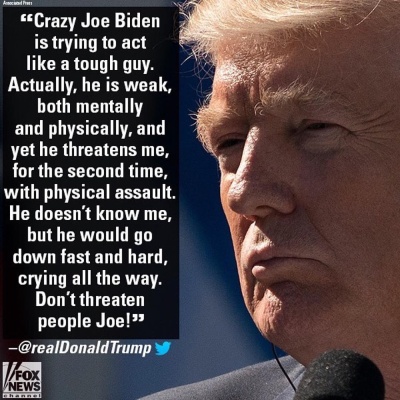 Associated Press
“Crazy Joe Biden
is trying to act
like a tough guy.
Actually, he is weak,
both mentally
and physically, and
yet he threatens me,
for the second time,
with physical assault.
He doesn’t know me,
but he would go
down fast and hard,
crying all the way.
Don’t threaten
people Joe!”
–@realDonaldTrump
FOX
NEWS
channel